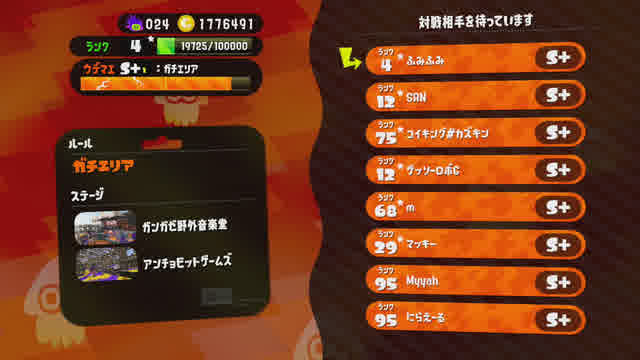 024 1776491
ランク 4★ 19725/100000
ウデマエ S+1 : ガチエリア
ルール
ガチエリア
ステージ
ガンガゼ野外音楽堂
アンチョビットゲームズ
対戦相手を待っています
ランク 4★ ふみふみ S+
ランク 12★ SAN S+
ランク 75★ コイキング#カズキン S+
ランク 12★ ヴッソーロボG S+
ランク 68★ m S+
ランク 29★ マッキー S+
ランク 95 Myyah S+
ランク 95 にらえーる S+